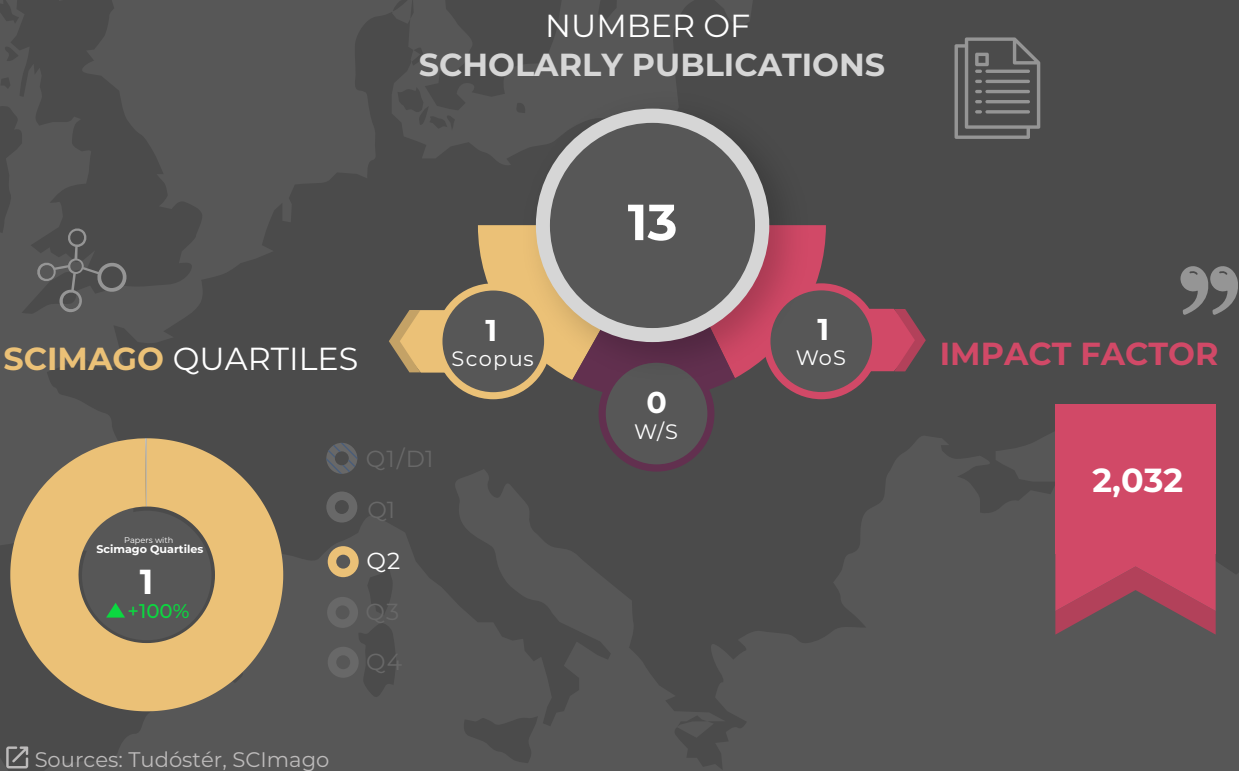 NUMBER OF
SCHOLARLY PUBLICATIONS
13
1
Scopus
0
W/S
1
WoS
SCIMAGO QUARTILES
IMPACT FACTOR
2,032
Papers with
Scimago Quartiles
1
+100%
Q1/D1
Q1
Q2
Q3
Q4
Sources: Tudóstér, SCImago